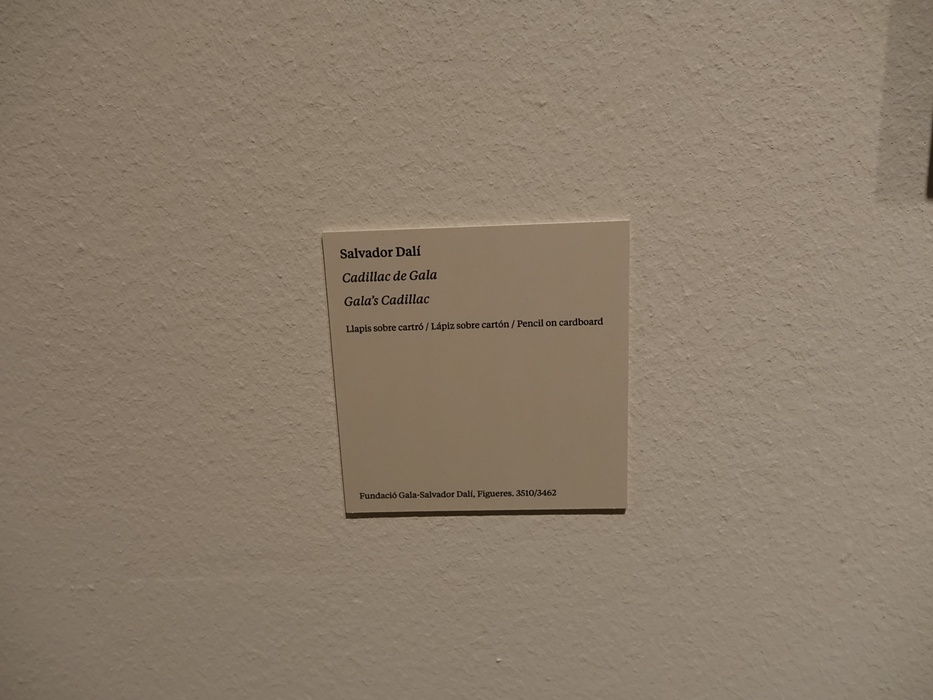 Salvador Dalí
Cadillac de Gala
Gala's Cadillac
Llapis sobre cartró / Lápiz sobre cartón / Pencil on cardboard
Fundació Gala-Salvador Dalí, Figueres. 3510/3462